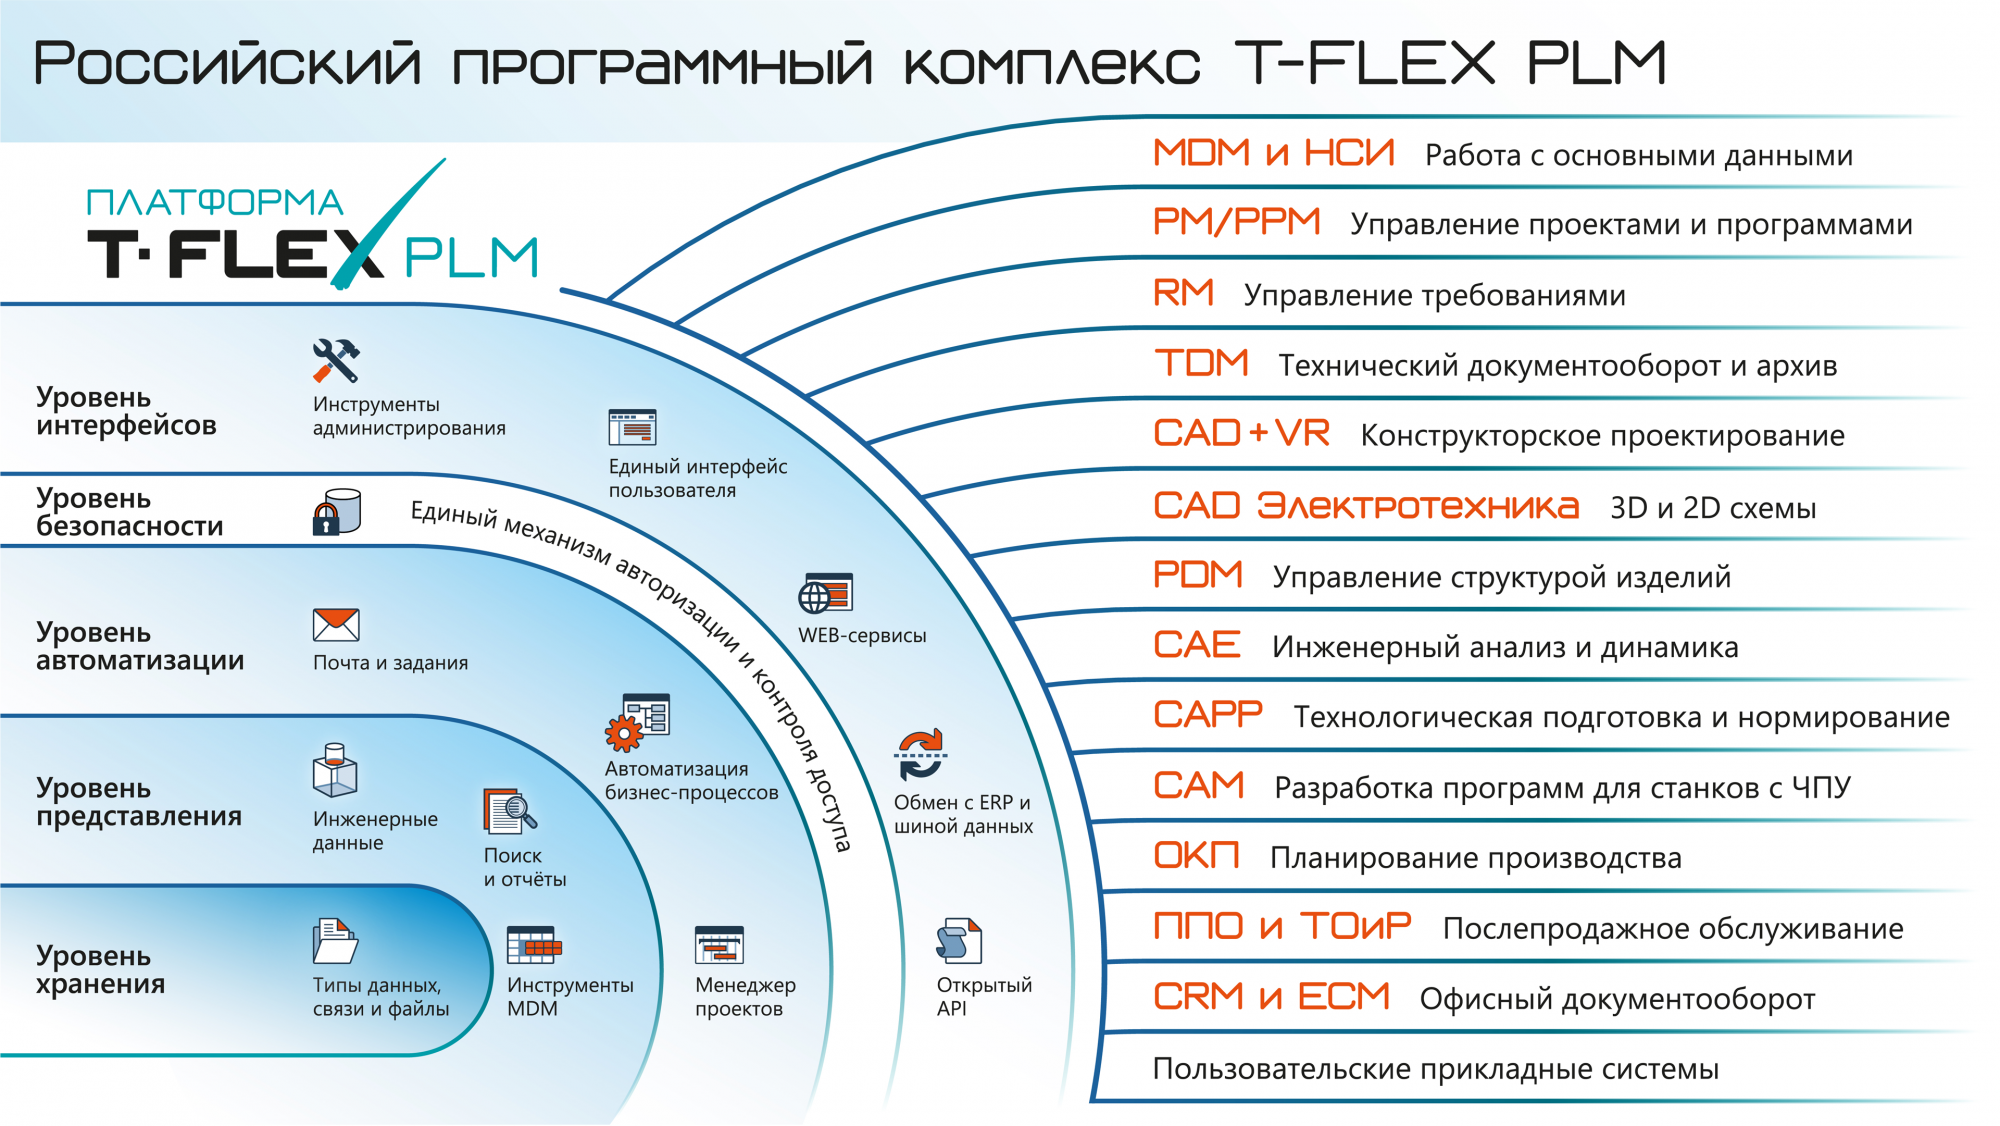 Российский программный комплекс T-FLEX PLM
ПЛАТФОРМА
T-FLEX PLM
Уровень
интерфейсов
Инструменты
администрирования
Единый интерфейс
пользователя
WEB-сервисы
Обмен с ERP и
шиной данных
Открытый
API
Уровень
безопасности
Единый механизм авторизации и контроля доступа
Уровень
автоматизации
Почта и задания
Автоматизация
бизнес-процессов
Менеджер
проектов
Уровень
представления
Инженерные
данные
Поиск
и отчёты
Инструменты
MDM
Уровень
хранения
Типы данных,
связи и файлы
MDM и НСИ Работа с основными данными
PM/PPM Управление проектами и программами
RM Управление требованиями
TDM Технический документооборот и архив
CAD+VR Конструкторское проектирование
CAD Электротехника 3D и 2D схемы
PDM Управление структурой изделий
CAE Инженерный анализ и динамика
CAPP Технологическая подготовка и нормирование
CAM Разработка программ для станков с ЧПУ
ОКП Планирование производства
ППО и ТОиР Послепродажное обслуживание
CRM и ECM Офисный документооборот
Пользовательские прикладные системы